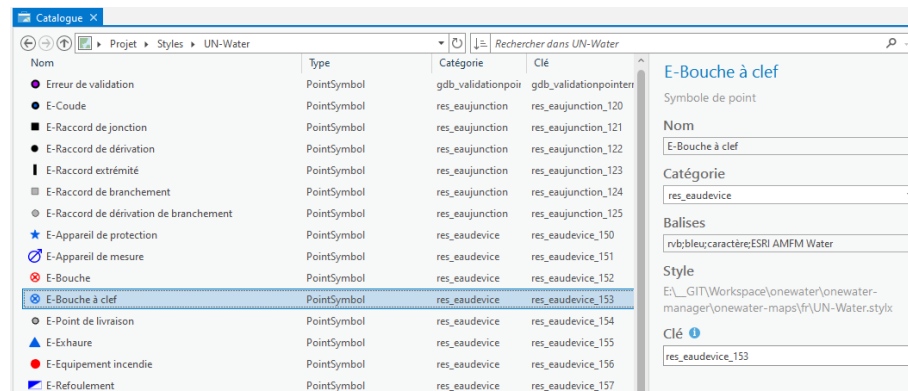 Catalogue
Projet Styles UN-Water
Rechercher dans UN-Water
Nom Type Catégorie Clé
Erreur de validation PointSymbol gdb_validationpoir gdb_validationpointerr
E-Coude PointSymbol res_eaujunction res_eaujunction_120
E-Raccord de jonction PointSymbol res_eaujunction res_eaujunction_121
E-Raccord de dérivation PointSymbol res_eaujunction res_eaujunction_122
E-Raccord extrémité PointSymbol res_eaujunction res_eaujunction_123
E-Raccord de branchement PointSymbol res_eaujunction res_eaujunction_124
E-Raccord de dérivation de branchement PointSymbol res_eaujunction res_eaujunction_125
E-Appareil de protection PointSymbol res_eaudevice res_eaudevice_150
E-Appareil de mesure PointSymbol res_eaudevice res_eaudevice_151
E-Bouche PointSymbol res_eaudevice res_eaudevice_152
E-Bouche à clef PointSymbol res_eaudevice res_eaudevice_153
E-Point de livraison PointSymbol res_eaudevice res_eaudevice_154
E-Exhaure PointSymbol res_eaudevice res_eaudevice_155
E-Equipement incendie PointSymbol res_eaudevice res_eaudevice_156
E-Refoulement PointSymbol res_eaudevice res_eaudevice_157
E-Bouche à clef
Symbole de point
Nom
E-Bouche à clef
Catégorie
res_eaudevice
Balises
rvb;bleu;caractère;ESRI AMFM Water
Style
E:\__GIT\Workspace\onewater\onewater-
manager\onewater-maps\fr\UN-Water.stylx
Clé
res_eaudevice_153